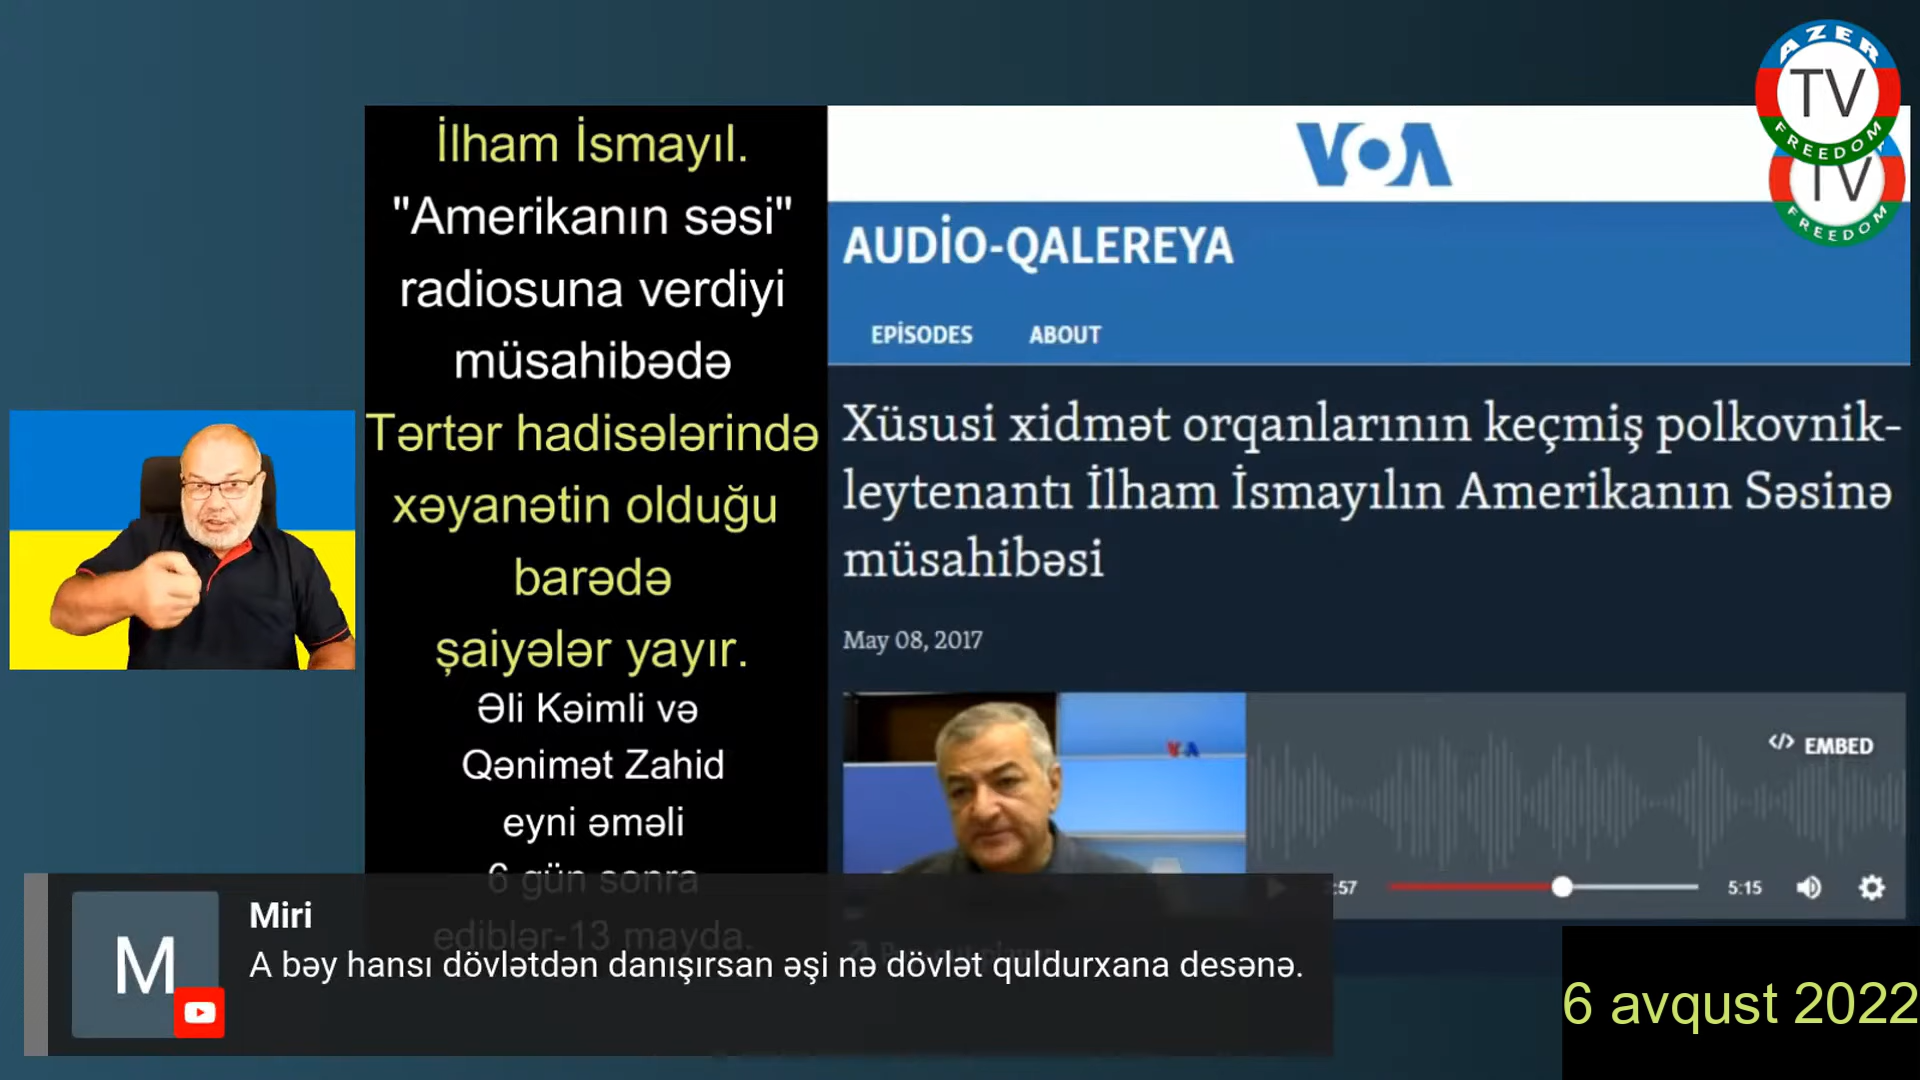 AZER
TV
FREEDOM
TV
FREEDOM
İlham İsmayıl.
"Amerikanın səsi"
radiosuna verdiyi
müsahibədə
Tərtər hadisələrində
xəyanətin olduğu
barədə
şaiyələr yayır.
Əli Kəimli və
Qənimət Zahid
eyni əməli
6 gün sonra
ediblər-13 mayda.
VOA
AUDİO-QALEREYA
EPİSODES ABOUT
Xüsusi xidmət orqanlarının keçmiş polkovnik-
leytenantı İlham İsmayılın Amerikanın Səsinə
müsahibəsi
May 08, 2017
VOA
</> EMBED
:57 5:15
M
Miri
A bəy hansı dövlətdən danışırsan əşi nə dövlət quldurxana desənə.
6 avqust 2022